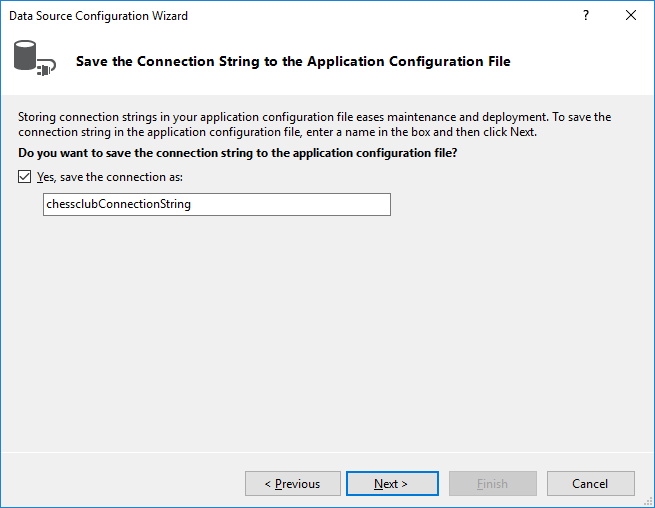 Data Source Configuration Wizard
?
Save the Connection String to the Application Configuration File
Storing connection strings in your application configuration file eases maintenance and deployment. To save the
connection string in the application configuration file, enter a name in the box and then click Next.
Do you want to save the connection string to the application configuration file?
Yes, save the connection as:
chessclubConnectionString
< Previous
Next >
Finish
Cancel